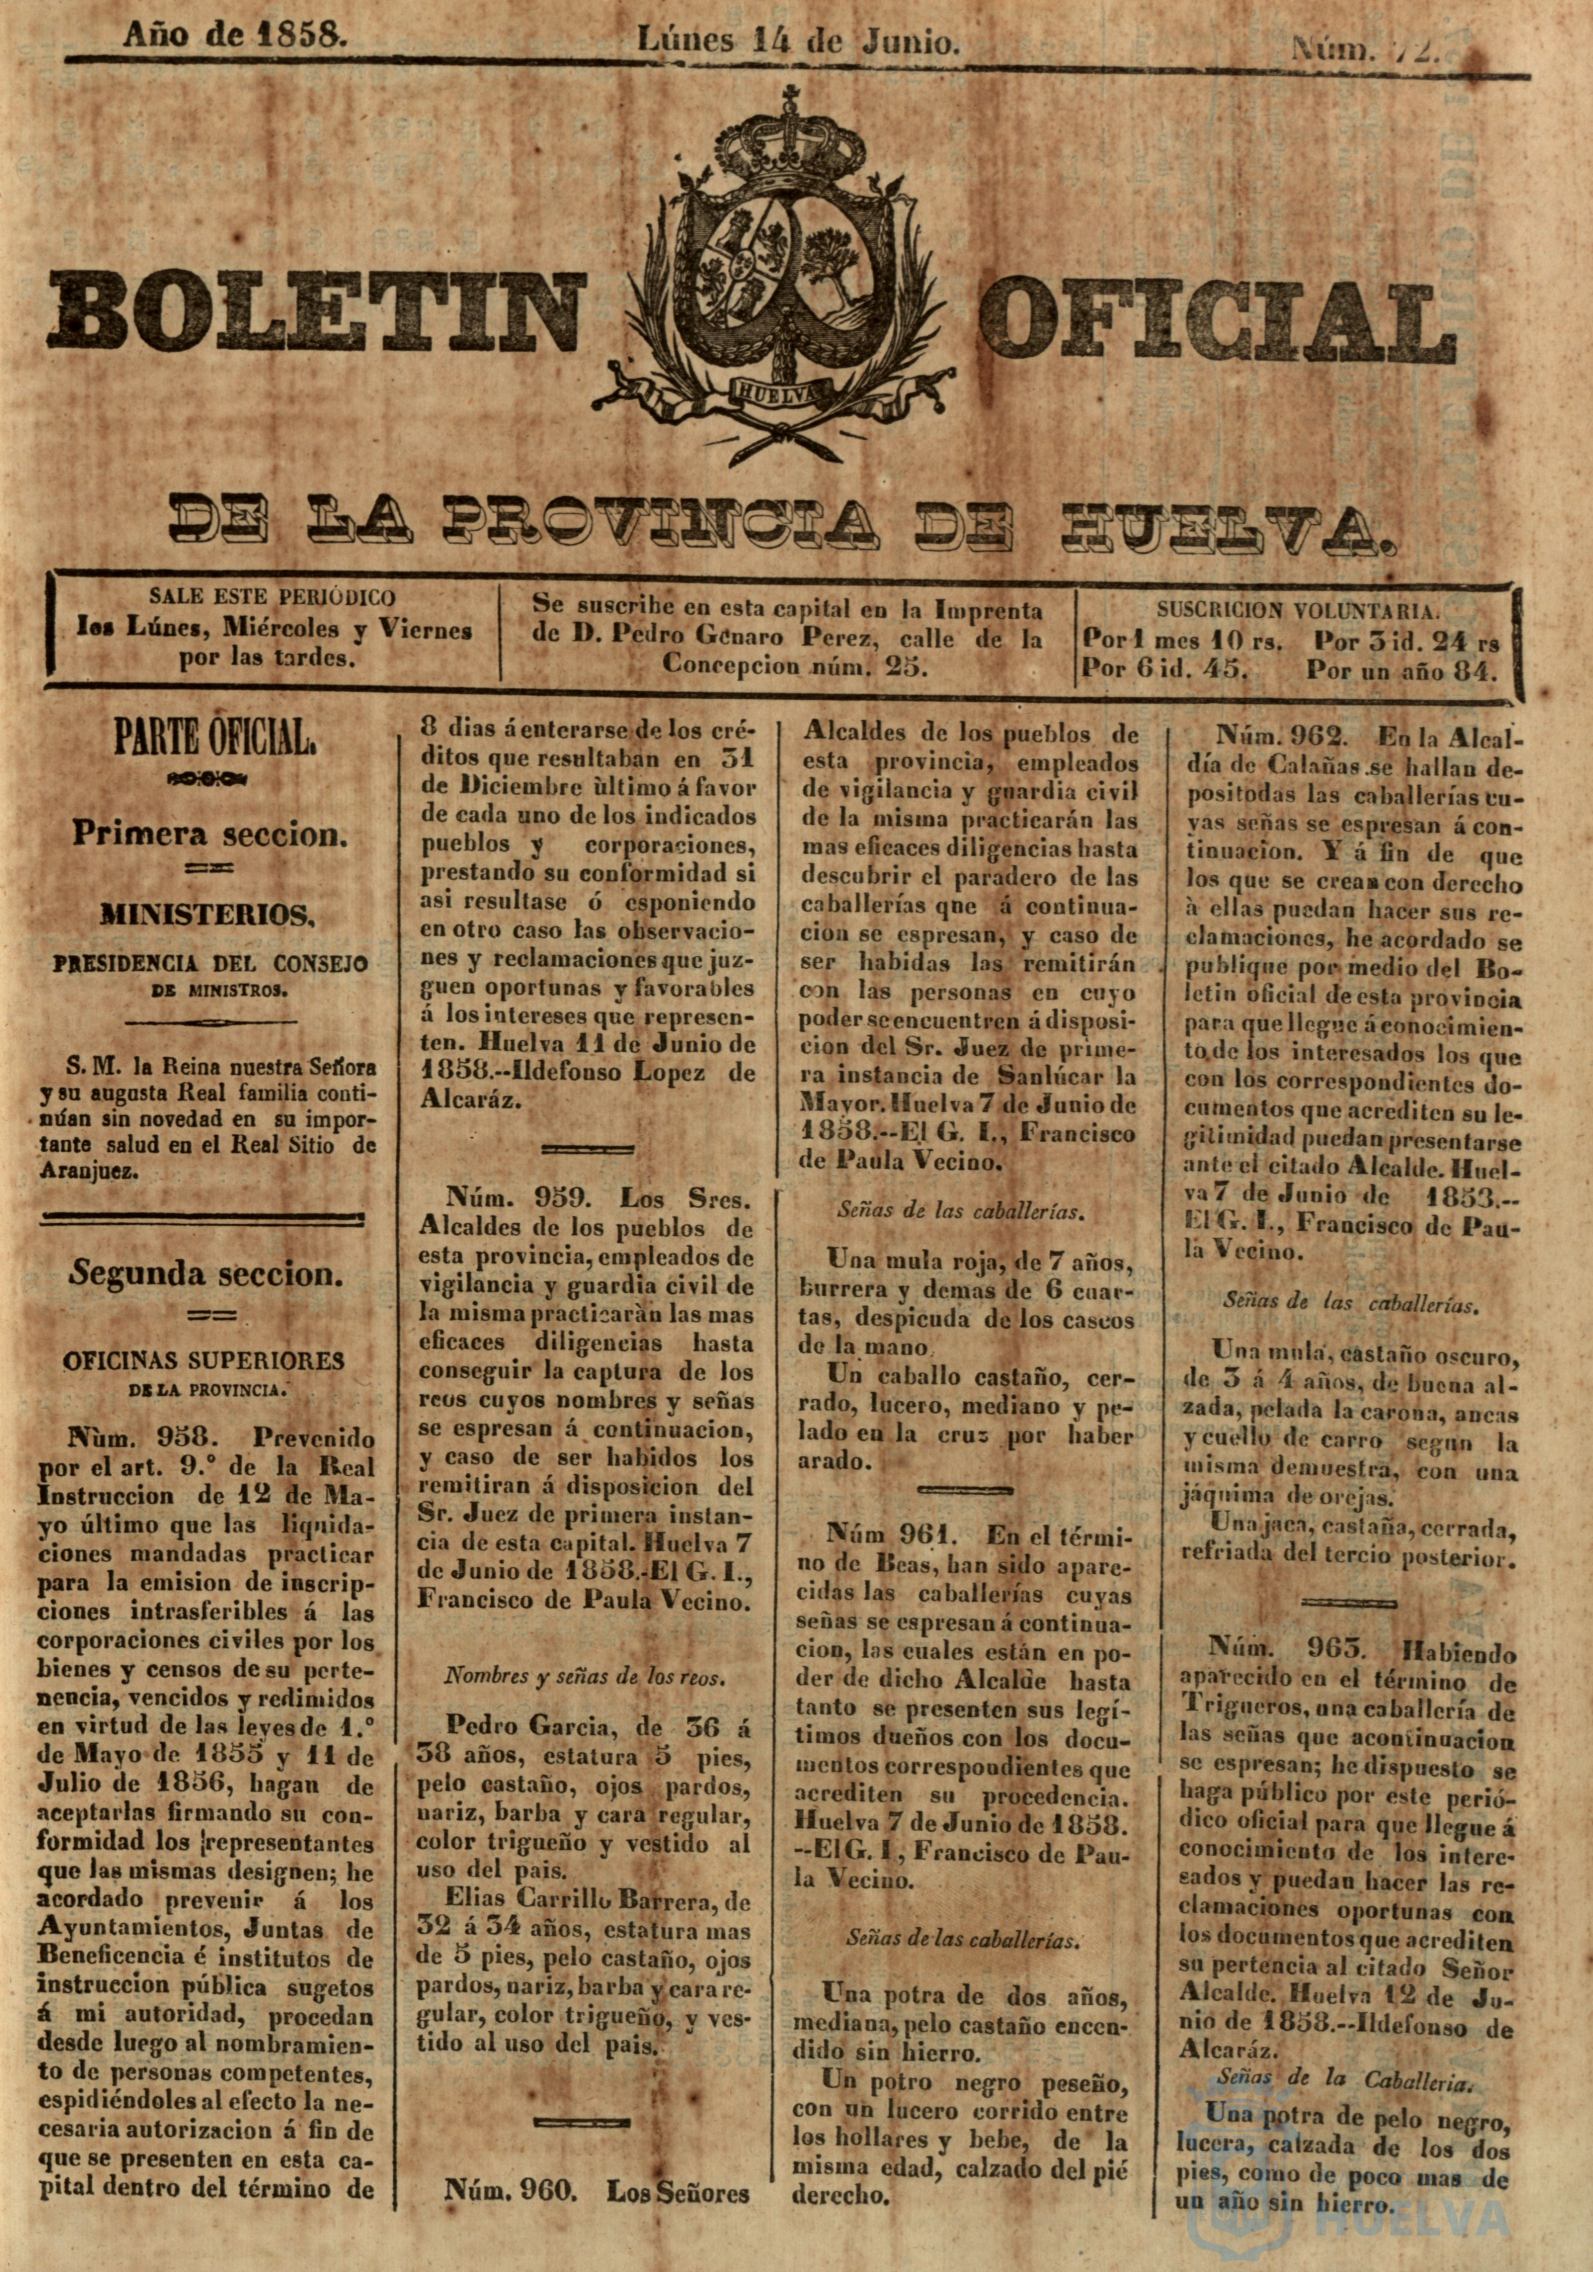 Año de 1858.
Lúnes 14 de Junio.
Núm. 72.
BOLETIN OFICIAL
HUELVA
DE LA PROVINCIA DE HUELVA.
SALE ESTE PERIÓDICO
los Lúnes, Miércoles y Viernes
por las tardes.
Se suscribe en esta capital en la Imprenta
de D. Pedro Génaro Perez, calle de la
Concepcion núm. 25.
SUSCRICION VOLUNTARIA.
Por 1 mes 10 rs. Por 3 id. 24 rs
Por 6 id. 45. Por un año 84.
PARTE OFICIAL.
Primera seccion.
MINISTERIOS.
PRESIDENCIA DEL CONSEJO
DE MINISTROS.
S. M. la Reina nuestra Señora
y su augusta Real familia conti-
núan sin novedad en su impor-
tante salud en el Real Sitio de
Aranjuez.
Segunda seccion.
OFICINAS SUPERIORES
DE LA PROVINCIA.
Nùm. 958. Prevenido
por el art. 9.º de la Real
Instruccion de 12 de Ma-
yo último que las liquida-
ciones mandadas practicar
para la emision de inscrip-
ciones intrasferibles á las
corporaciones civiles por los
bienes y censos de su perte-
nencia, vencidos y redimidos
en virtud de las leyes de 1.º
de Mayo de 1855 y 11 de
Julio de 1856, hagan de
aceptarlas firmando su con-
formidad los representantes
que las mismas designen; he
acordado prevenir á los
Ayuntamientos, Juntas de
Beneficencia é institutos de
instruccion pública sugetos
á mi autoridad, procedan
desde luego al nombramien-
to de personas competentes,
espidiéndoles al efecto la ne-
cesaria autorizacion á fin de
que se presenten en esta ca-
pital dentro del término de
8 dias á enterarse de los cré-
ditos que resultaban en 31
de Diciembre ùltimo á favor
de cada uno de los indicados
pueblos y corporaciones,
prestando su conformidad si
asi resultase ó esponiendo
en otro caso las observacio-
nes y reclamaciones que juz-
guen oportunas y favorables
á los intereses que represen-
ten. Huelva 11 de Junio de
1858.--Ildefonso Lopez de
Alcaráz.
Núm. 959. Los Sres.
Alcaldes de los pueblos de
esta provincia, empleados de
vigilancia y guardia civil de
la misma practicaràn las mas
eficaces diligencias hasta
conseguir la captura de los
reos cuyos nombres y señas
se espresan á continuacion,
y caso de ser habidos los
remitiran á disposicion del
Sr. Juez de primera instan-
cia de esta capital. Huelva 7
de Junio de 1858.-El G. I.,
Francisco de Paula Vecino.
Nombres y señas de los reos.
Pedro Garcia, de 36 á
38 años, estatura 5 pies,
pelo castaño, ojos pardos,
nariz, barba y cara regular,
color trigueño y vestido al
uso del pais.
Elias Carrillo Barrera, de
32 á 34 años, estatura mas
de 5 pies, pelo castaño, ojos
pardos, nariz, barba y cara re-
gular, color trigueño, y ves-
tido al uso del pais.
Núm. 960. Los Señores
Alcaldes de los pueblos de
esta provincia, empleados
de vigilancia y guardia civil
de la misma practicarán las
mas eficaces diligencias hasta
descubrir el paradero de las
caballerías qne á continua-
cion se espresan, y caso de
ser habidas las remitirán
con las personas en cuyo
poder se encuentren á disposi-
cion del Sr. Juez de prime-
ra instancia de Sanlúcar la
Mayor. Huelva 7 de Junio de
1858.--El G. I., Francisco
de Paula Vecino.
Señas de las caballerías.
Una mula roja, de 7 años,
burrera y demas de 6 cuar-
tas, despicuda de los cascos
de la mano.
Un caballo castaño, cer-
rado, lucero, mediano y pe-
lado en la cruz por haber
arado.
Núm 961. En el térmi-
no de Beas, han sido apare-
cidas las caballerías cuyas
señas se espresan á continua-
cion, las cuales están en po-
der de dicho Alcalde hasta
tanto se presenten sus legí-
timos dueños con los docu-
mentos correspondientes que
acrediten su procedencia.
Huelva 7 de Junio de 1858.
--El G. I, Francisco de Pau-
la Vecino.
Señas de las caballerías.
Una potra de dos años,
mediana, pelo castaño encen-
dido sin hierro.
Un potro negro peseño,
con un lucero corrido entre
los hollares y bebe, de la
misma edad, calzado del pié
derecho.
Núm. 962. En la Alcal-
día de Calañas se hallan de-
positodas las caballerías cu-
yas señas se espresan á con-
tinuacion. Y á fin de que
los que se crean con derecho
à ellas puedan hacer sus re-
clamaciones, he acordado se
publique por medio del Bo-
letin oficial de esta provincia
para que llegue á conocimien-
to de los interesados los que
con los correspondientes do-
cumentos que acrediten su le-
gitimidad puedan presentarse
ante el citado Alcalde. Huel-
va 7 de Junio de 1853.--
El G. I., Francisco de Pau-
la Vecino.
Señas de las caballerías.
Una mula, castaño oscuro,
de 3 á 4 años, de buena al-
zada, pelada la carona, ancas
y cuello de carro segun la
misma demuestra, con una
jáquima de orejas.
Una jaca, castaña, cerrada,
refriada del tercio posterior.
Núm. 963. Habiendo
aparecido en el término de
Trigueros, una caballería de
las señas que acontinuacion
se espresan; he dispuesto se
haga público por este perió-
dico oficial para que llegue á
conocimiento de los intere-
sados y puedan hacer las re-
clamaciones oportunas con
los documentos que acrediten
su pertencia al citado Señor
Alcalde. Huelva 12 de Ju-
nio de 1858.--Ildefonso de
Alcaráz.
Señas de la Caballeria.
Una potra de pelo negro,
lucera, calzada de los dos
pies, como de poco mas de
un año sin hierro.
HUELVA